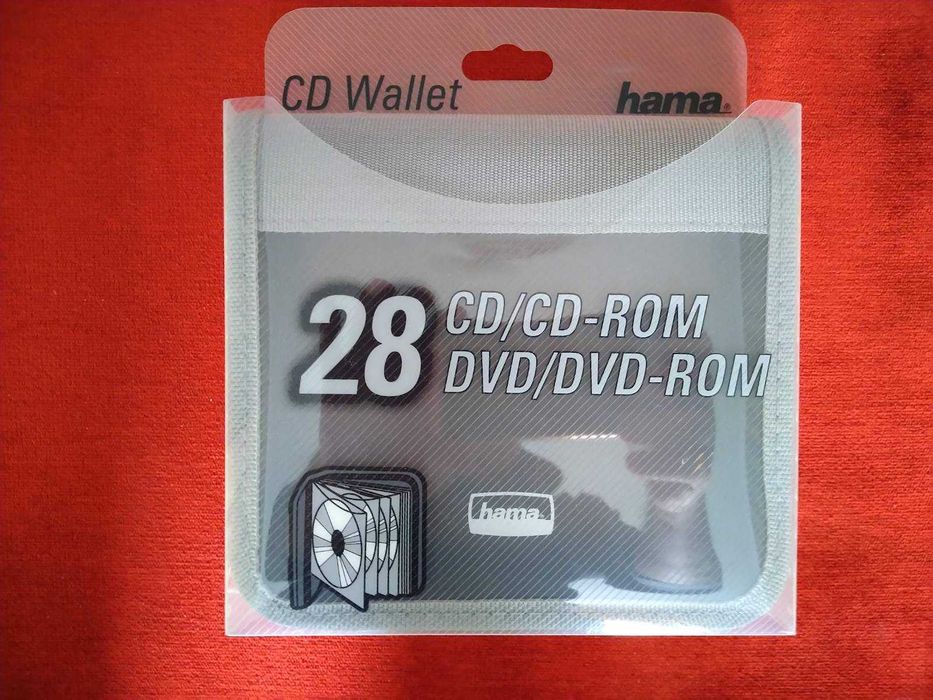 CD Wallet
hama®
28
CD/CD-ROM
DVD/DVD-ROM
hama®